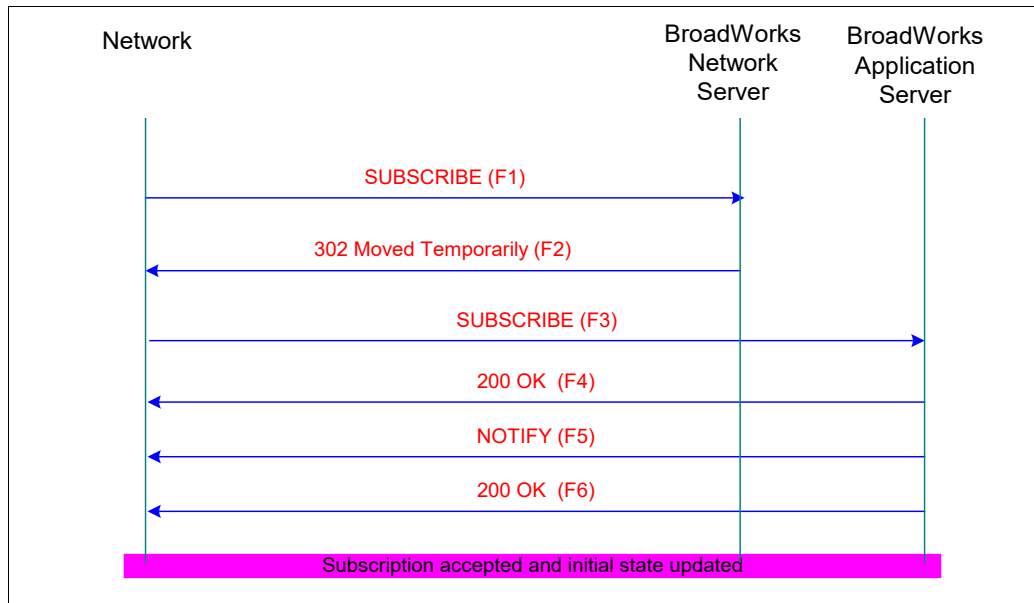 Network
BroadWorks
Network
Server
BroadWorks
Application
Server
SUBSCRIBE (F1)
302 Moved Temporarily (F2)
SUBSCRIBE (F3)
200 OK (F4)
NOTIFY (F5)
200 OK (F6)
Subscription accepted and initial state updated